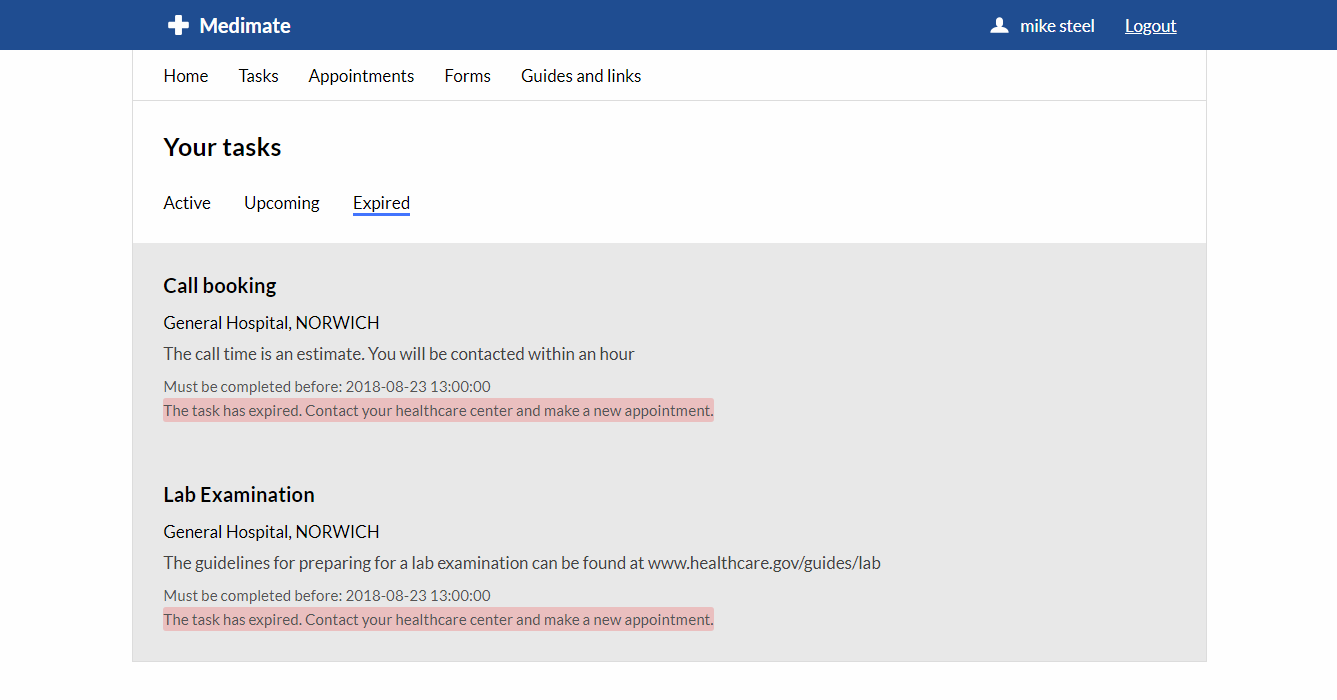 Medimate
mike steel
Logout
Home Tasks Appointments Forms Guides and links
Your tasks
Active Upcoming Expired
Call booking
General Hospital, NORWICH
The call time is an estimate. You will be contacted within an hour
Must be completed before: 2018-08-23 13:00:00
The task has expired. Contact your healthcare center and make a new appointment.
Lab Examination
General Hospital, NORWICH
The guidelines for preparing for a lab examination can be found at www.healthcare.gov/guides/lab
Must be completed before: 2018-08-23 13:00:00
The task has expired. Contact your healthcare center and make a new appointment.